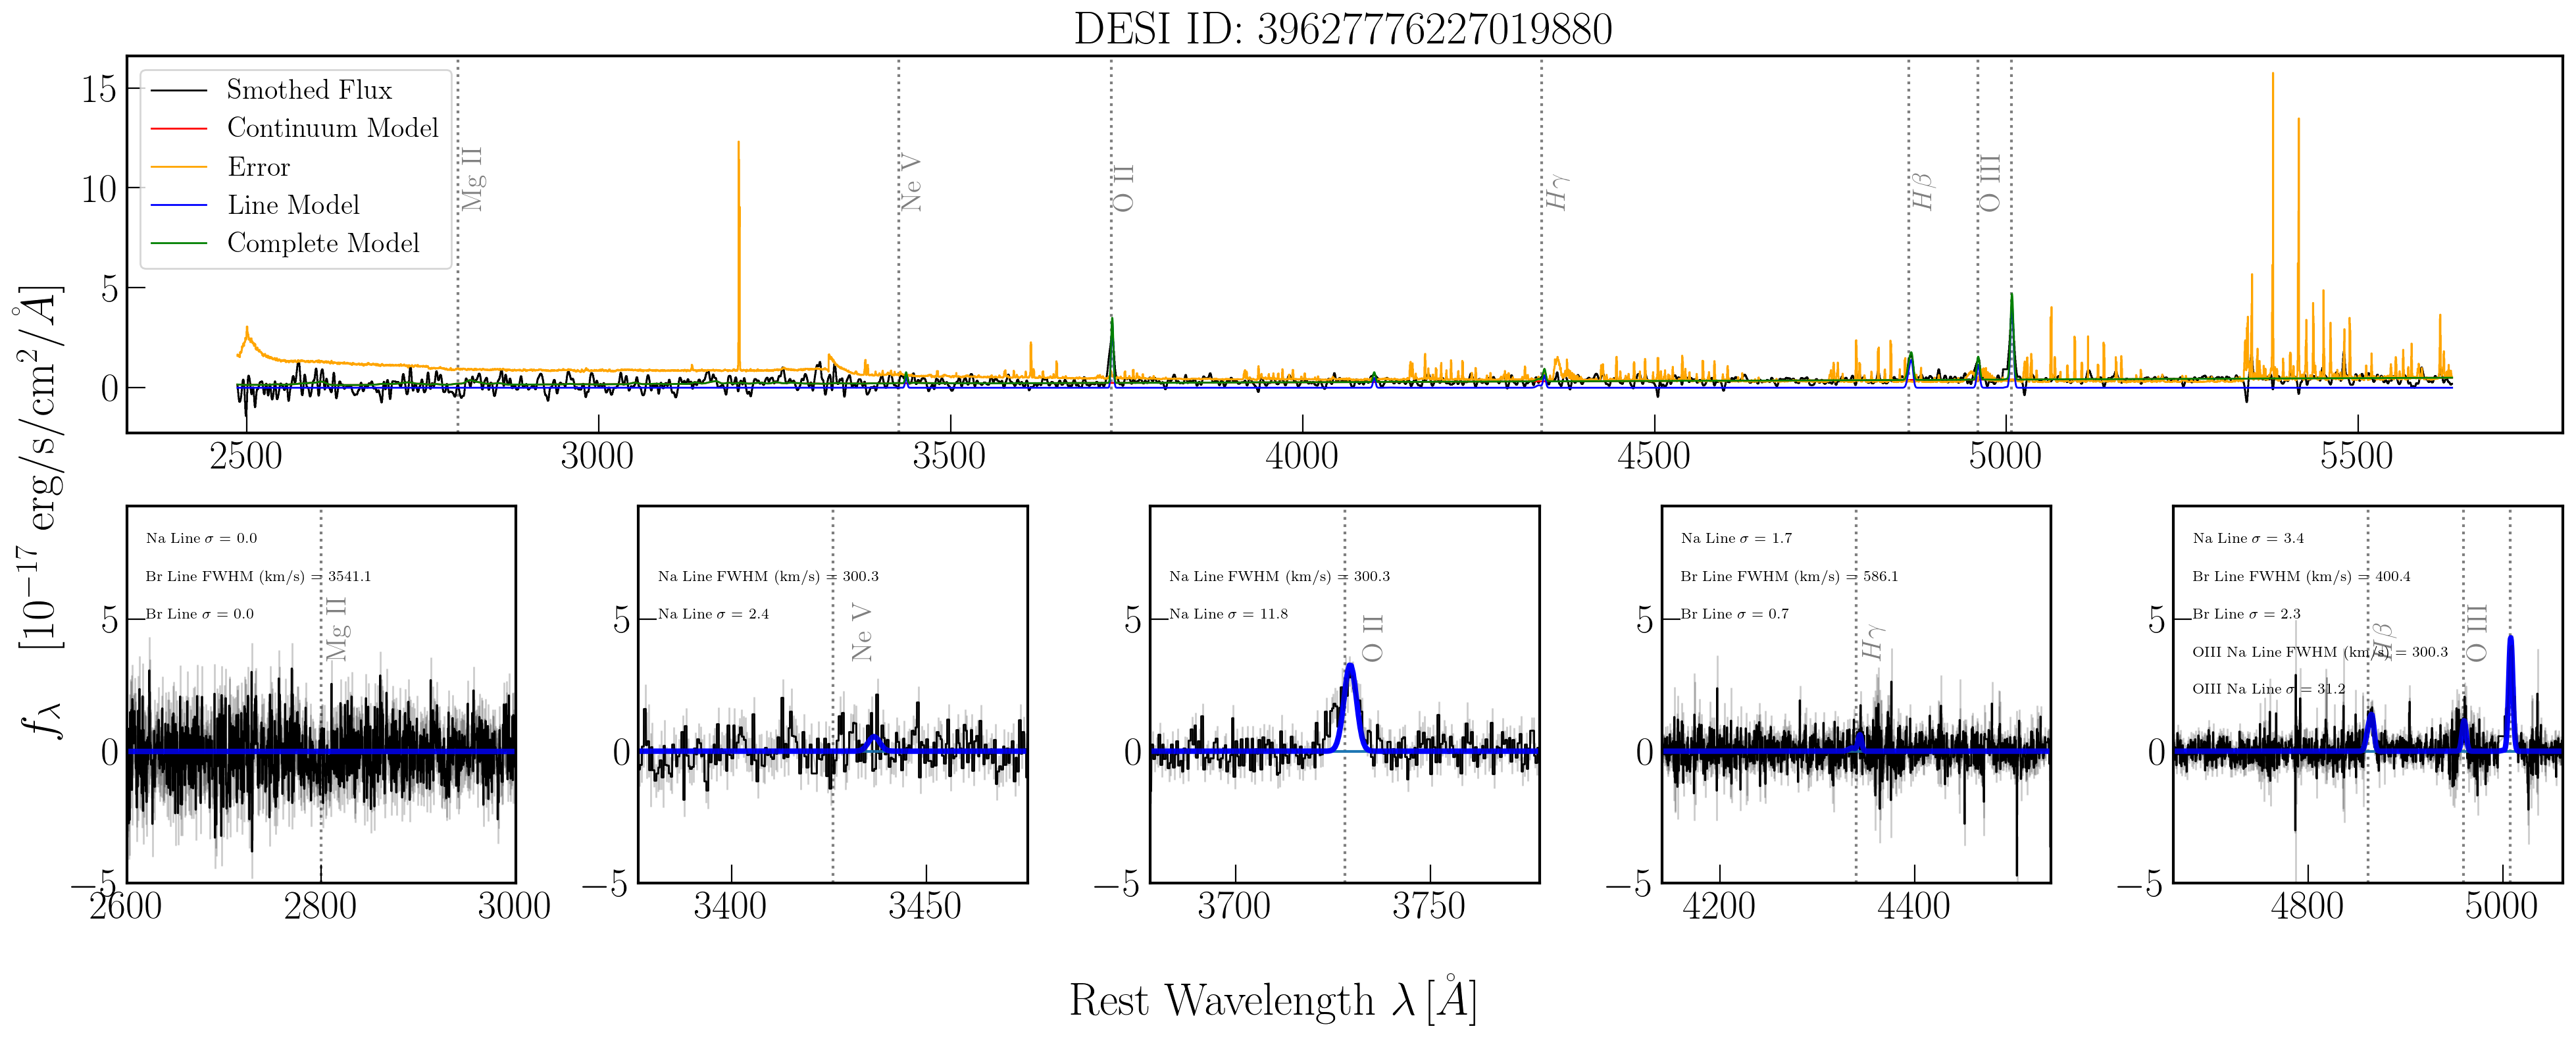 DESI ID: 39627776227019880
Smothed Flux
Continuum Model
Error
Line Model
Complete Model
Mg II
Ne V
O II
Hγ
Hβ
O III
15
10
5
0
2500 3000 3500 4000 4500 5000 5500
f_λ [10^{-17} erg/s/cm²/Å]
Na Line σ = 0.0
Br Line FWHM (km/s) = 3541.1
Br Line σ = 0.0
Mg II
5
0
−5
2600 2800 3000
Na Line FWHM (km/s) = 300.3
Na Line σ = 2.4
Ne V
5
0
−5
3400 3450
Na Line FWHM (km/s) = 300.3
Na Line σ = 11.8
O II
5
0
−5
3700 3750
Na Line σ = 1.7
Br Line FWHM (km/s) = 586.1
Br Line σ = 0.7
Hγ
5
0
−5
4200 4400
Na Line σ = 3.4
Br Line FWHM (km/s) = 400.4
Br Line σ = 2.3
OIII Na Line FWHM (km/s) = 300.3
OIII Na Line σ = 31.2
Hβ
O III
5
0
−5
4800 5000
Rest Wavelength λ [Å]